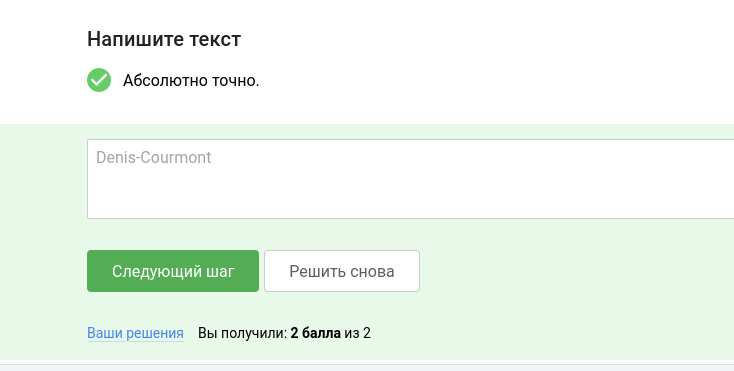 Напишите текст
Абсолютно точно.
Denis-Courmont
Следующий шаг
Решить снова
Ваши решения Вы получили: 2 балла из 2